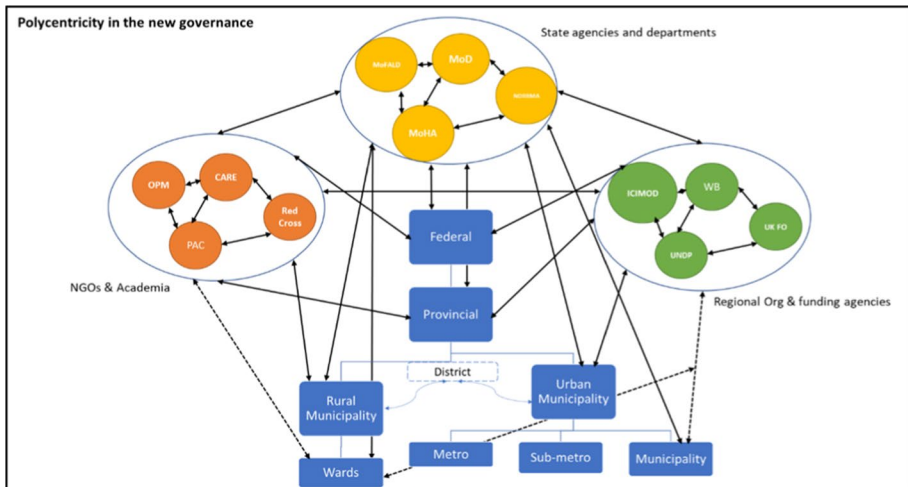 Polycentricity in the new governance
State agencies and departments
MoFALD
MoD
MoHA
OPM
CARE
Red
Cross
PAC
NGOs & Academia
ICIMOD
WB
UK FO
UNDP
Regional Org & funding agencies
Federal
Provincial
District
Rural
Municipality
Urban
Municipality
Wards
Metro
Sub-metro
Municipality